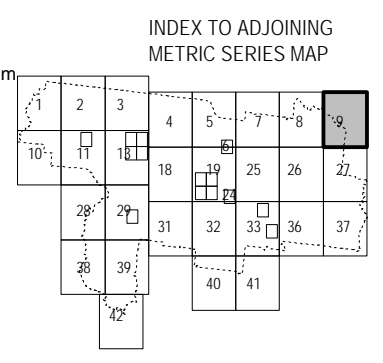 INDEX TO ADJOINING
METRIC SERIES MAP
m
1 2 3
4 5 7 8 9
6
10 11 13
18 19 25 26 27
24
28 29
31 32 33 36 37
38 39
40 41
42